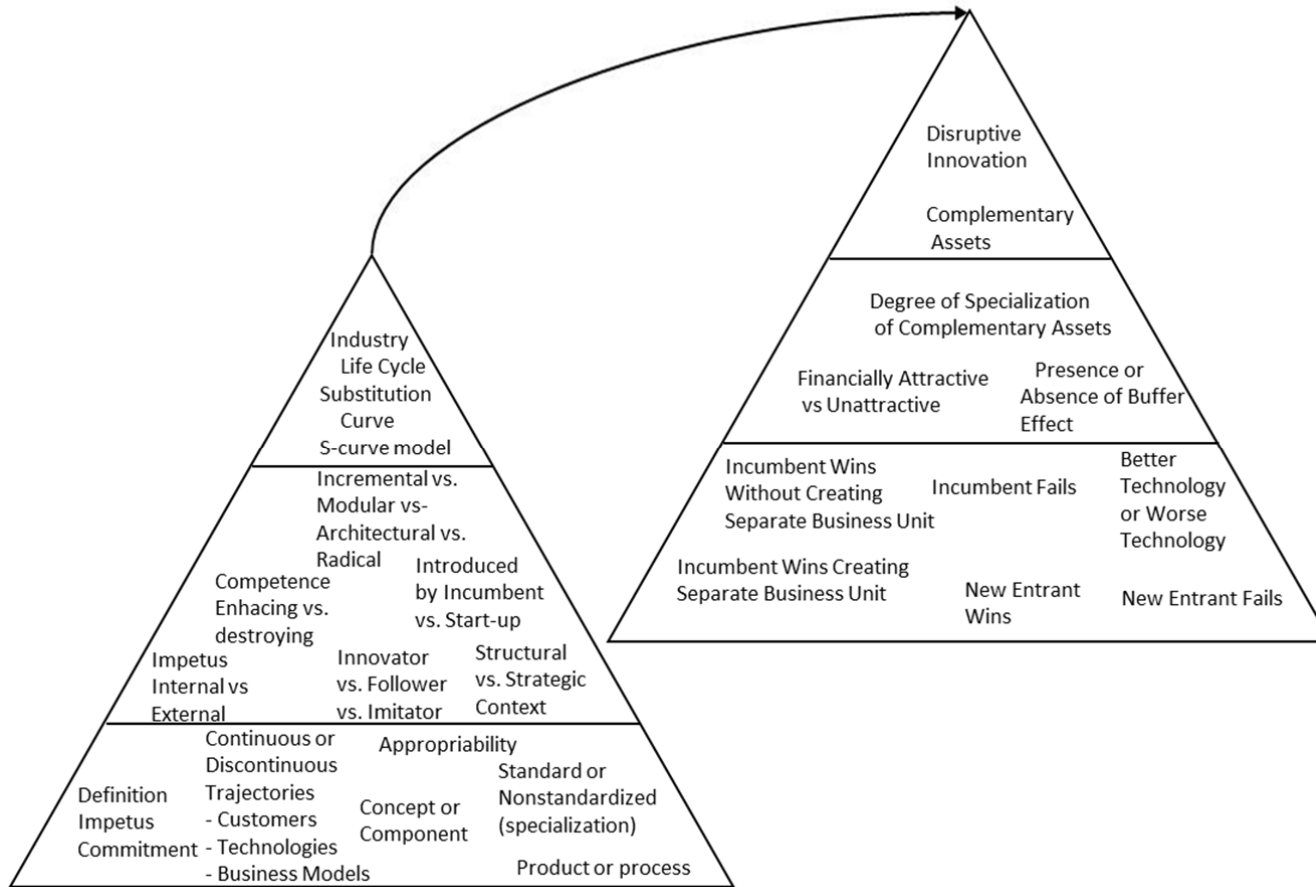 Disruptive
Innovation
Complementary
Assets
Degree of Specialization
of Complementary Assets
Financially Attractive
vs Unattractive
Presence or
Absence of Buffer
Effect
Incumbent Wins
Without Creating
Separate Business Unit
Incumbent Fails
Better
Technology
or Worse
Technology
Incumbent Wins Creating
Separate Business Unit
New Entrant
Wins
New Entrant Fails
Industry
Life Cycle
Substitution
Curve
S-curve model
Incremental vs.
Modular vs-
Architectural vs.
Radical
Competence
Enhacing vs.
destroying
Introduced
by Incumbent
vs. Start-up
Impetus
Internal vs
External
Innovator
vs. Follower
vs. Imitator
Structural
vs. Strategic
Context
Definition
Impetus
Commitment
Continuous or
Discontinuous
Trajectories
- Customers
- Technologies
- Business Models
Appropriability
Concept or
Component
Standard or
Nonstandardized
(specialization)
Product or process